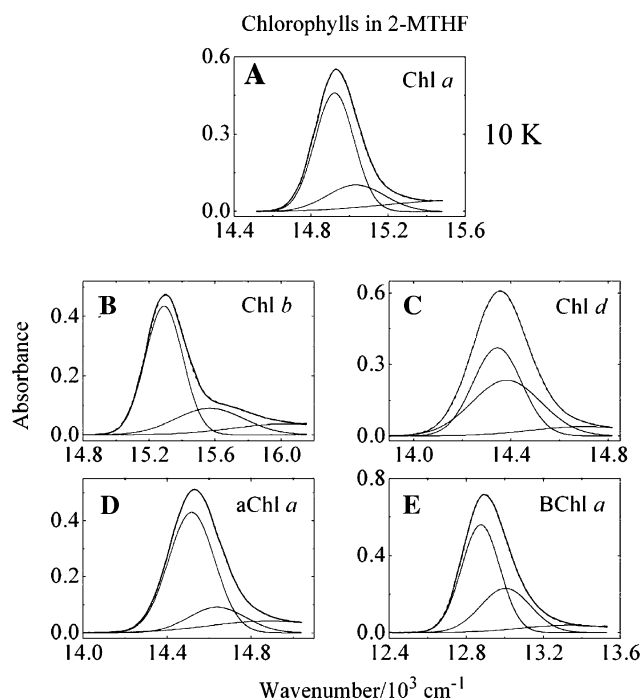 Chlorophylls in 2-MTHF
A
Chl a
10 K
0.6
0.3
0.0
14.4 14.8 15.2 15.6
B
Chl b
0.4
0.2
0.0
14.8 15.2 15.6 16.0
C
Chl d
0.6
0.3
0.0
14.0 14.4 14.8
Absorbance
D
aChl a
0.4
0.2
0.0
14.0 14.4 14.8
E
BChl a
0.8
0.4
0.0
12.4 12.8 13.2 13.6
Wavenumber/10³ cm⁻¹